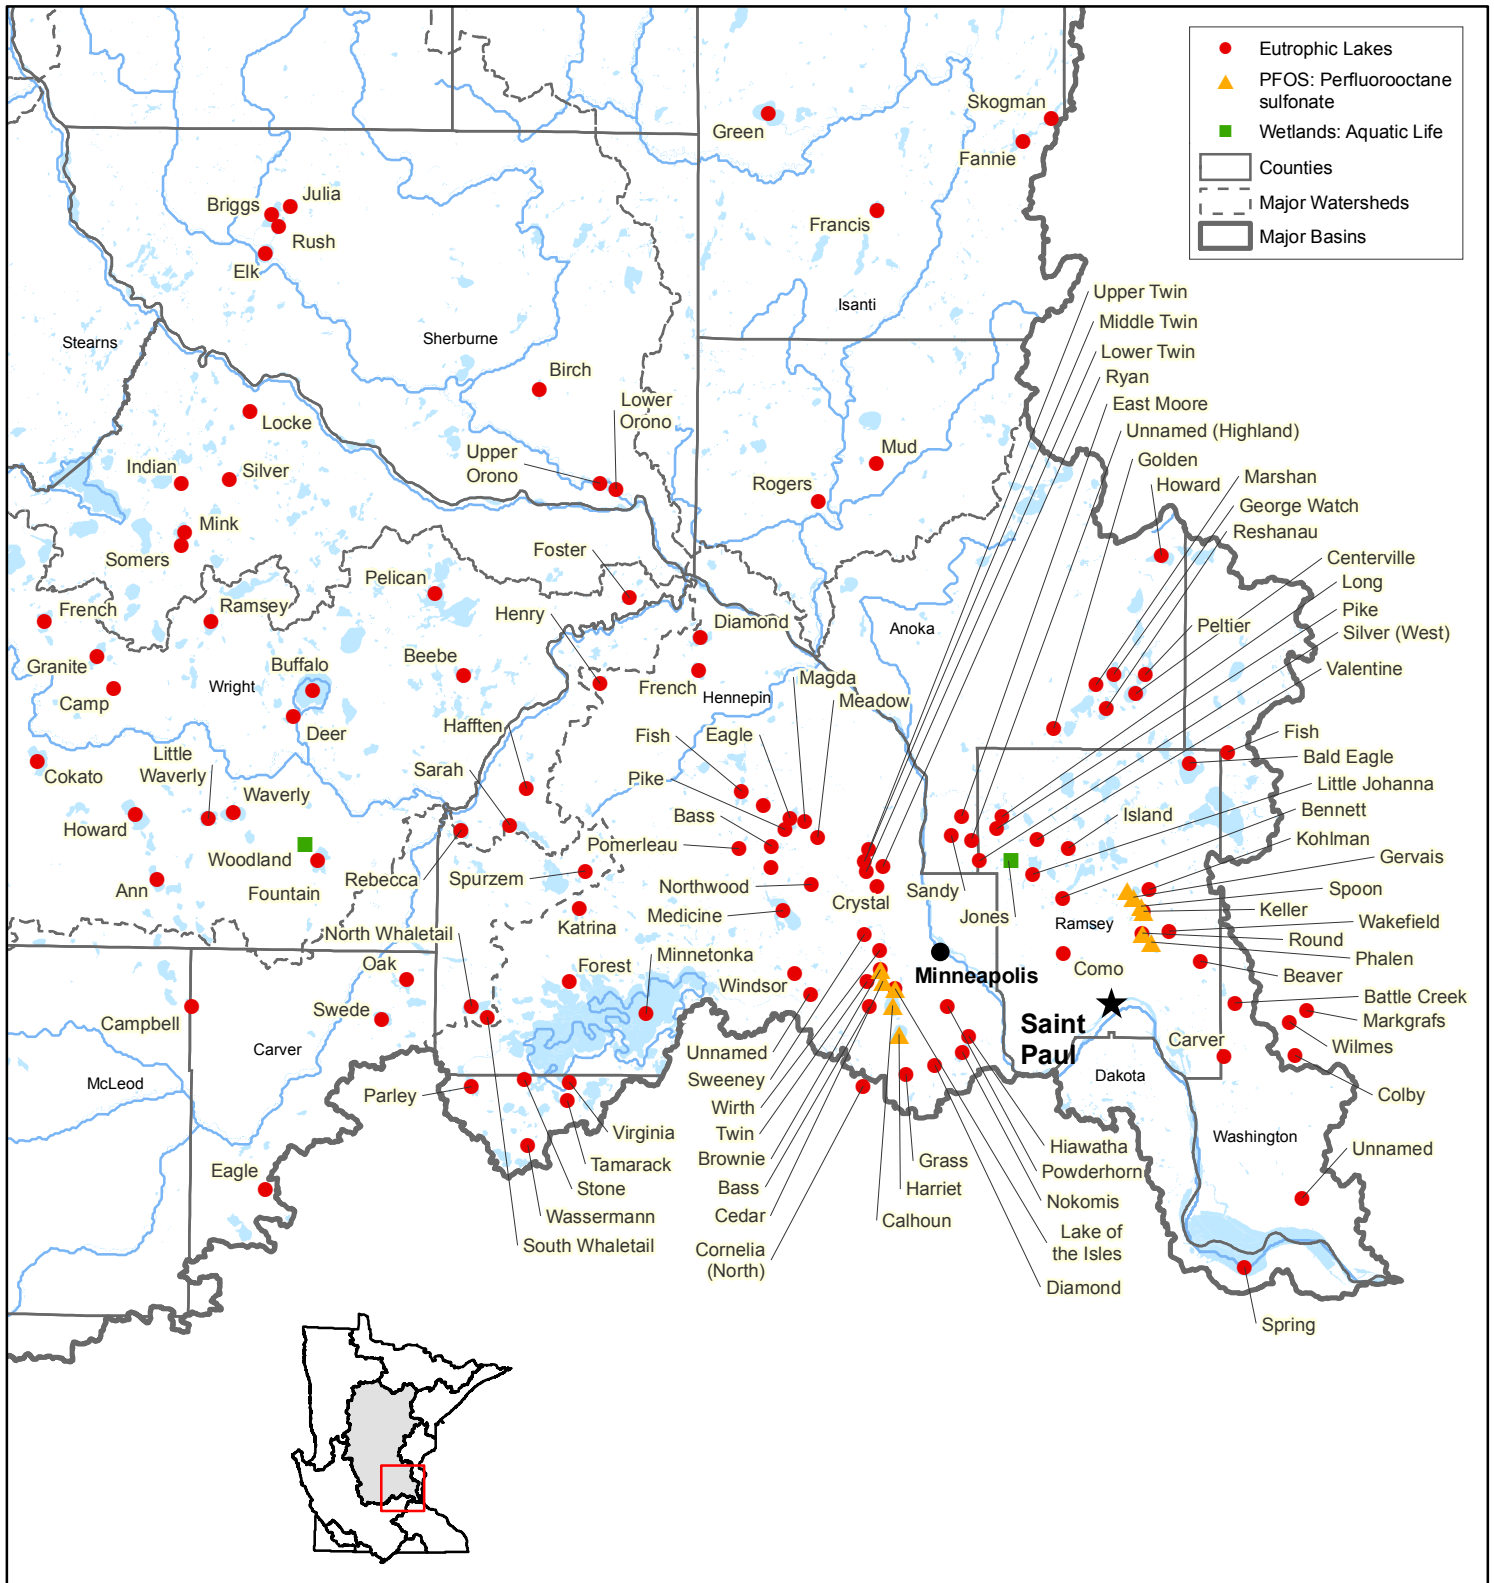 Eutrophic Lakes
PFOS: Perfluorooctane
sulfonate
Wetlands: Aquatic Life
Counties
Major Watersheds
Major Basins
Skogman
Green
Fannie
Julia
Briggs
Rush
Elk
Francis
Isanti
Upper Twin
Middle Twin
Lower Twin
Ryan
East Moore
Unnamed (Highland)
Golden
Howard
Marshan
George Watch
Reshanau
Centerville
Long
Pike
Silver (West)
Valentine
Peltier
Stearns
Sherburne
Birch
Lower
Orono
Upper
Orono
Locke
Indian
Silver
Mink
Somers
Mud
Rogers
Foster
Pelican
Henry
French
Ramsey
Diamond
Anoka
Granite
Camp
Wright
Buffalo
Beebe
French
Hennepin
Magda
Meadow
Deer
Hafften
Fish
Eagle
Cokato
Little
Waverly
Waverly
Sarah
Pike
Bass
Howard
Woodland
Fountain
Ann
Rebecca
Spurzem
Pomerleau
Northwood
Medicine
Crystal
Sandy
Jones
Fish
Bald Eagle
Little Johanna
Bennett
Island
Kohlman
Gervais
Spoon
Keller
Wakefield
Round
Phalen
Beaver
Ramsey
Como
Katrina
North Whaletail
Oak
Forest
Minnetonka
Windsor
Minneapolis
Battle Creek
Markgrafs
Wilmes
Colby
Campbell
Swede
Carver
McLeod
Saint
Paul
Carver
Dakota
Washington
Unnamed
Parley
Virginia
Tamarack
Stone
Wassermann
South Whaletail
Eagle
Unnamed
Sweeney
Wirth
Twin
Brownie
Bass
Cedar
Cornelia
(North)
Grass
Harriet
Calhoun
Hiawatha
Powderhorn
Nokomis
Lake of
the Isles
Diamond
Spring